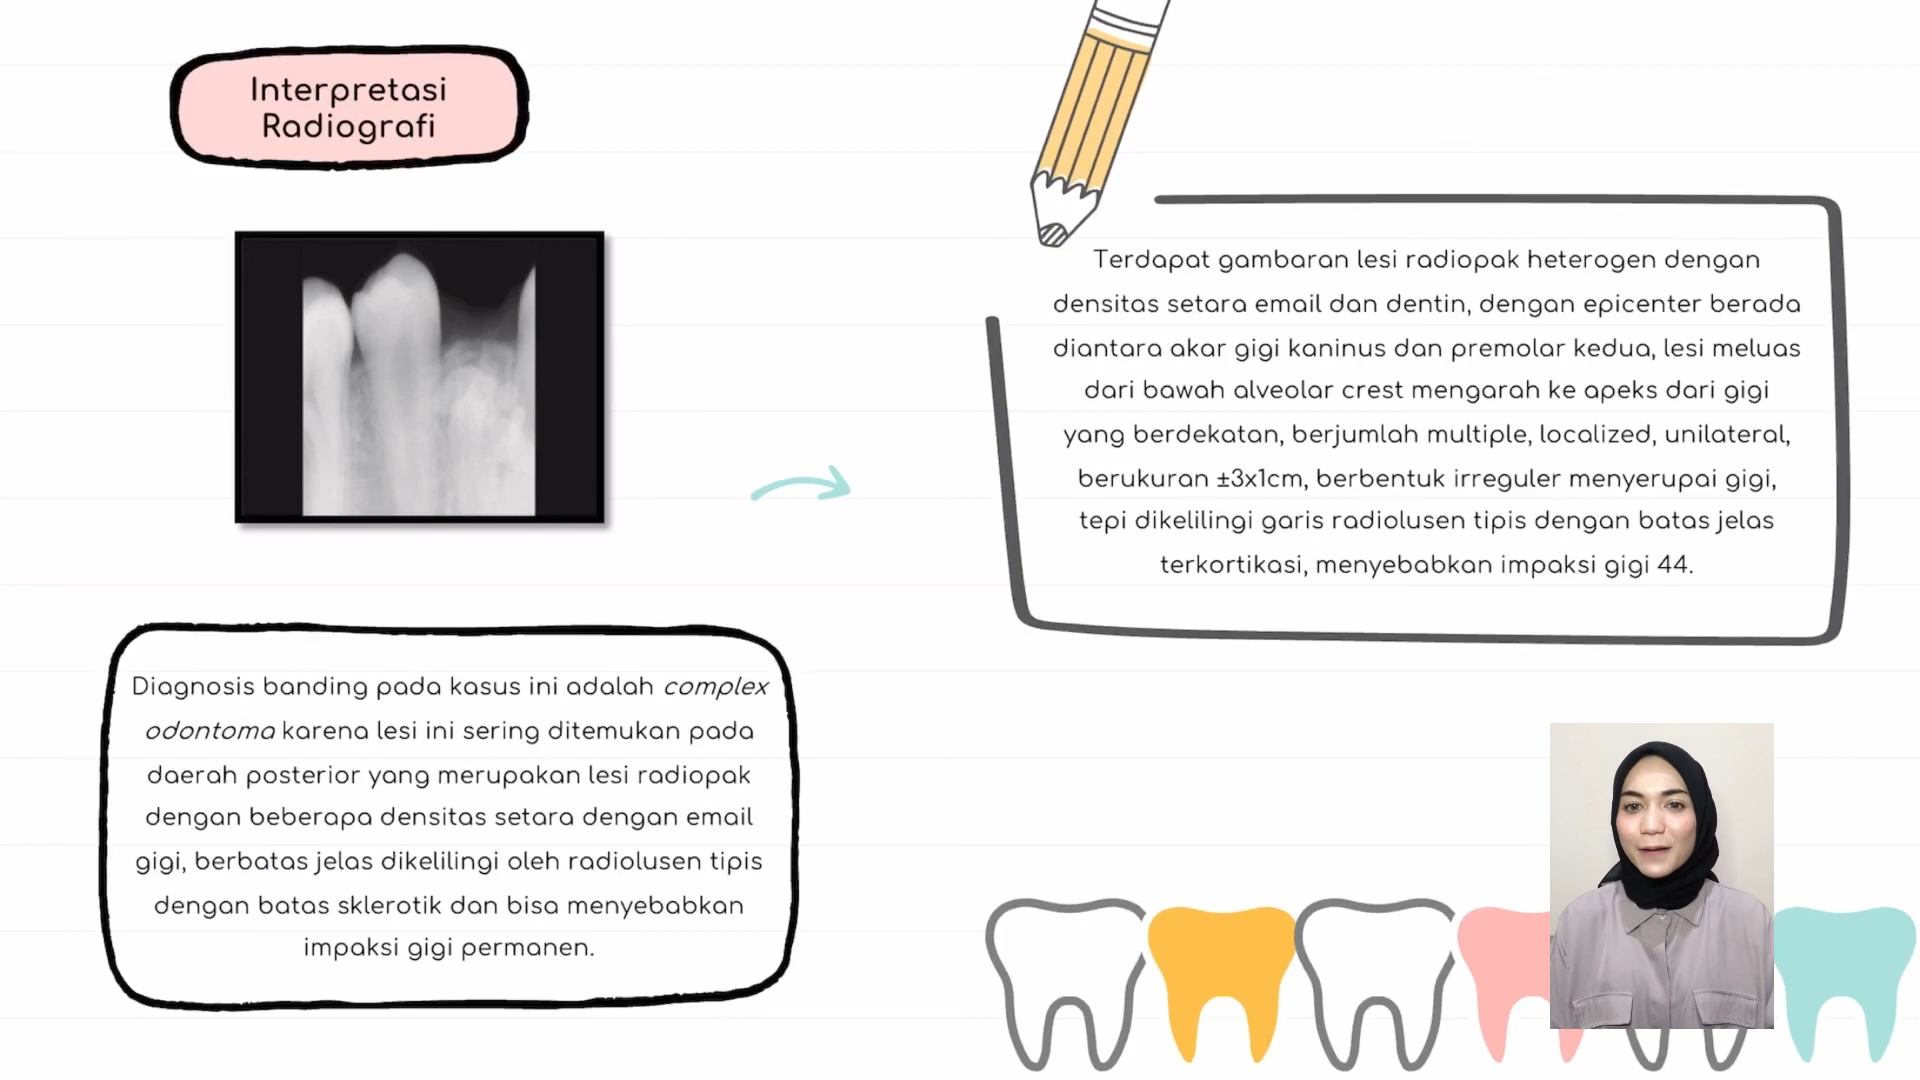 Interpretasi
Radiografi
Terdapat gambaran lesi radiopak heterogen dengan
densitas setara email dan dentin, dengan epicenter berada
diantara akar gigi kaninus dan premolar kedua, lesi meluas
dari bawah alveolar crest mengarah ke apeks dari gigi
yang berdekatan, berjumlah multiple, localized, unilateral,
berukuran ±3x1cm, berbentuk irreguler menyerupai gigi,
tepi dikelilingi garis radiolusen tipis dengan batas jelas
terkortikasi, menyebabkan impaksi gigi 44.
Diagnosis banding pada kasus ini adalah complex
odontoma karena lesi ini sering ditemukan pada
daerah posterior yang merupakan lesi radiopak
dengan beberapa densitas setara dengan email
gigi, berbatas jelas dikelilingi oleh radiolusen tipis
dengan batas sklerotik dan bisa menyebabkan
impaksi gigi permanen.